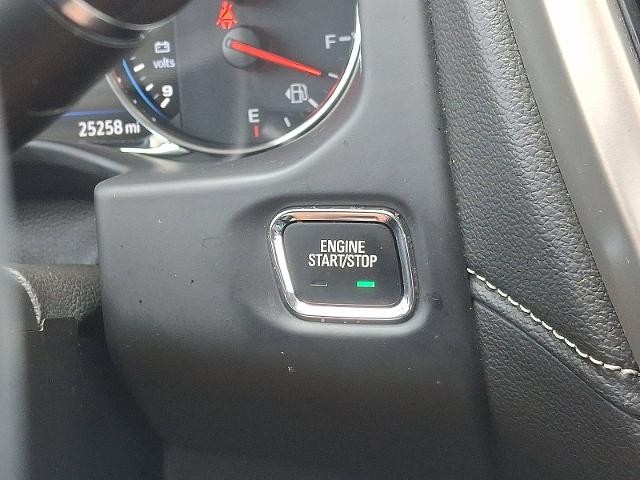 F
volts
9
E
25258 mi
ENGINE
START/STOP